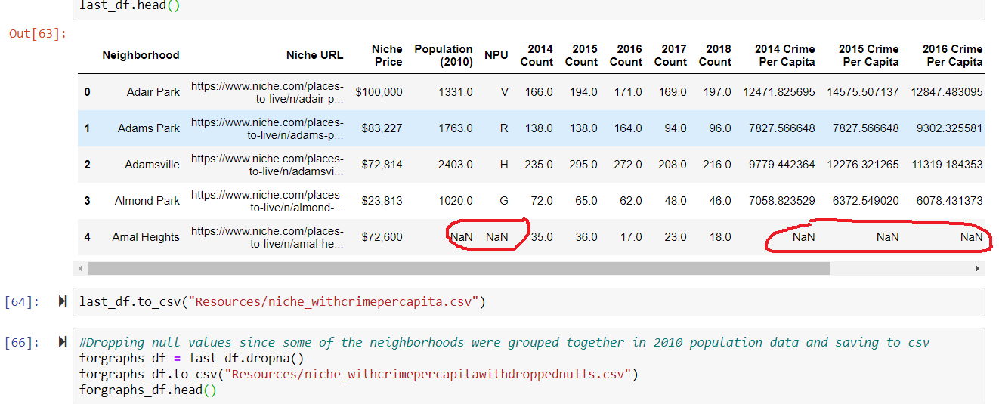 last_df.head()
Out[63]:
Neighborhood Niche URL Niche Price Population (2010) NPU 2014 Count 2015 Count 2016 Count 2017 Count 2018 Count 2014 Crime Per Capita 2015 Crime Per Capita 2016 Crime Per Capita
0 Adair Park https://www.niche.com/places-to-live/n/adair-p... $100,000 1331.0 V 166.0 194.0 171.0 169.0 197.0 12471.825695 14575.507137 12847.483095
1 Adams Park https://www.niche.com/places-to-live/n/adams-p... $83,227 1763.0 R 138.0 138.0 164.0 94.0 96.0 7827.566648 7827.566648 9302.325581
2 Adamsville https://www.niche.com/places-to-live/n/adamsvi... $72,814 2403.0 H 235.0 295.0 272.0 208.0 216.0 9779.442364 12276.321265 11319.184353
3 Almond Park https://www.niche.com/places-to-live/n/almond-... $23,813 1020.0 G 72.0 65.0 62.0 48.0 46.0 7058.823529 6372.549020 6078.431373
4 Amal Heights https://www.niche.com/places-to-live/n/amal-he... $72,600 NaN NaN 35.0 36.0 17.0 23.0 18.0 NaN NaN NaN
[64]: last_df.to_csv("Resources/niche_withcrimepercapita.csv")
[66]: #Dropping null values since some of the neighborhoods were grouped together in 2010 population data and saving to csv
forgraphs_df = last_df.dropna()
forgraphs_df.to_csv("Resources/niche_withcrimepercapitawithdroppednulls.csv")
forgraphs_df.head()